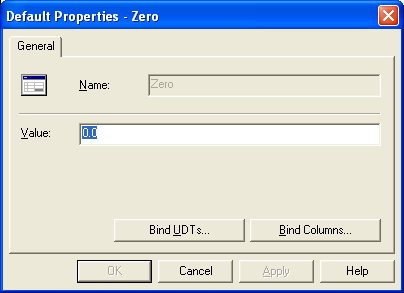 Default Properties - Zero
General
Name: Zero
Value: 0.0
Bind UDTs... Bind Columns...
OK Cancel Apply Help